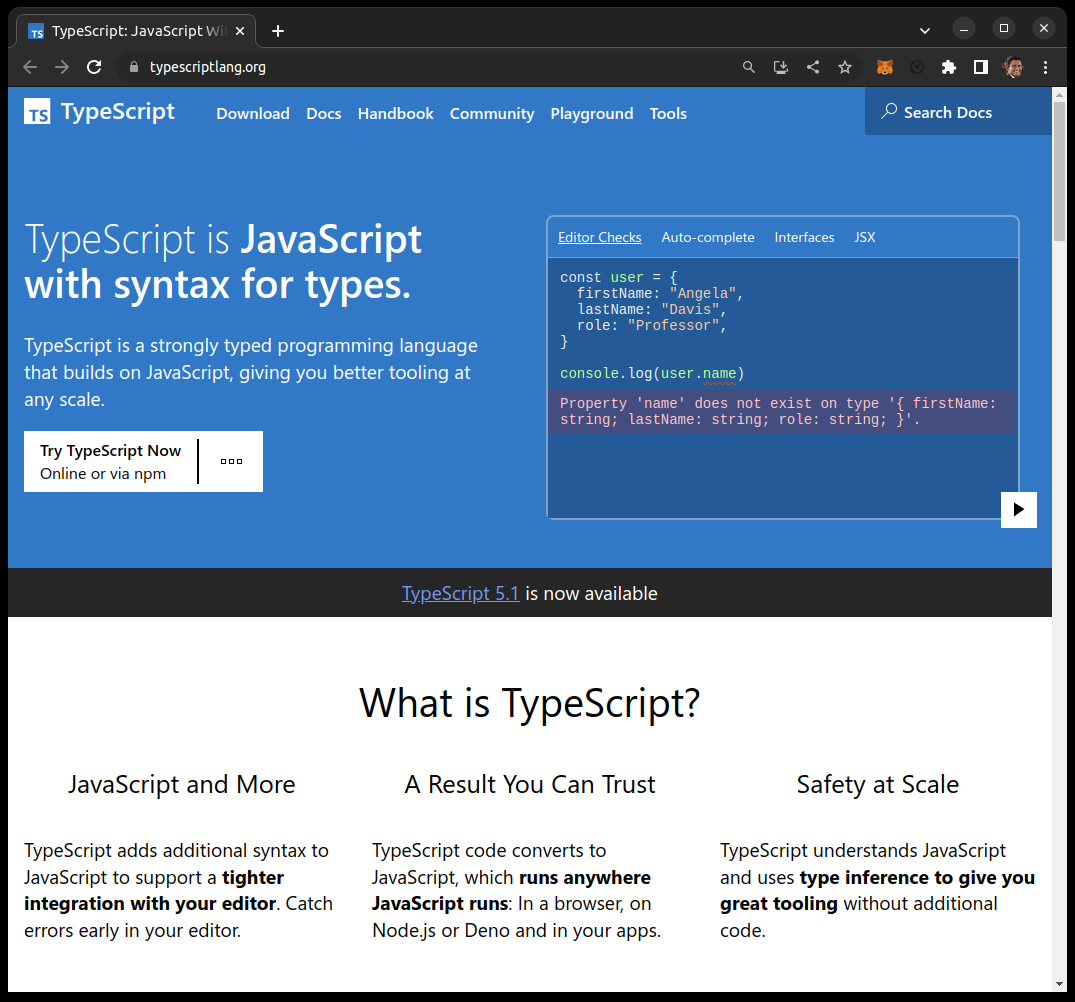 TS TypeScript: JavaScript Wi
typescriptlang.org
TS TypeScript Download Docs Handbook Community Playground Tools Search Docs
TypeScript is JavaScript
with syntax for types.
TypeScript is a strongly typed programming language
that builds on JavaScript, giving you better tooling at
any scale.
Try TypeScript Now
Online or via npm
Editor Checks Auto-complete Interfaces JSX
const user = {
  firstName: "Angela",
  lastName: "Davis",
  role: "Professor",
}
console.log(user.name)
Property 'name' does not exist on type '{ firstName:
string; lastName: string; role: string; }'.
TypeScript 5.1 is now available
What is TypeScript?
JavaScript and More
TypeScript adds additional syntax to
JavaScript to support a tighter
integration with your editor. Catch
errors early in your editor.
A Result You Can Trust
TypeScript code converts to
JavaScript, which runs anywhere
JavaScript runs: In a browser, on
Node.js or Deno and in your apps.
Safety at Scale
TypeScript understands JavaScript
and uses type inference to give you
great tooling without additional
code.